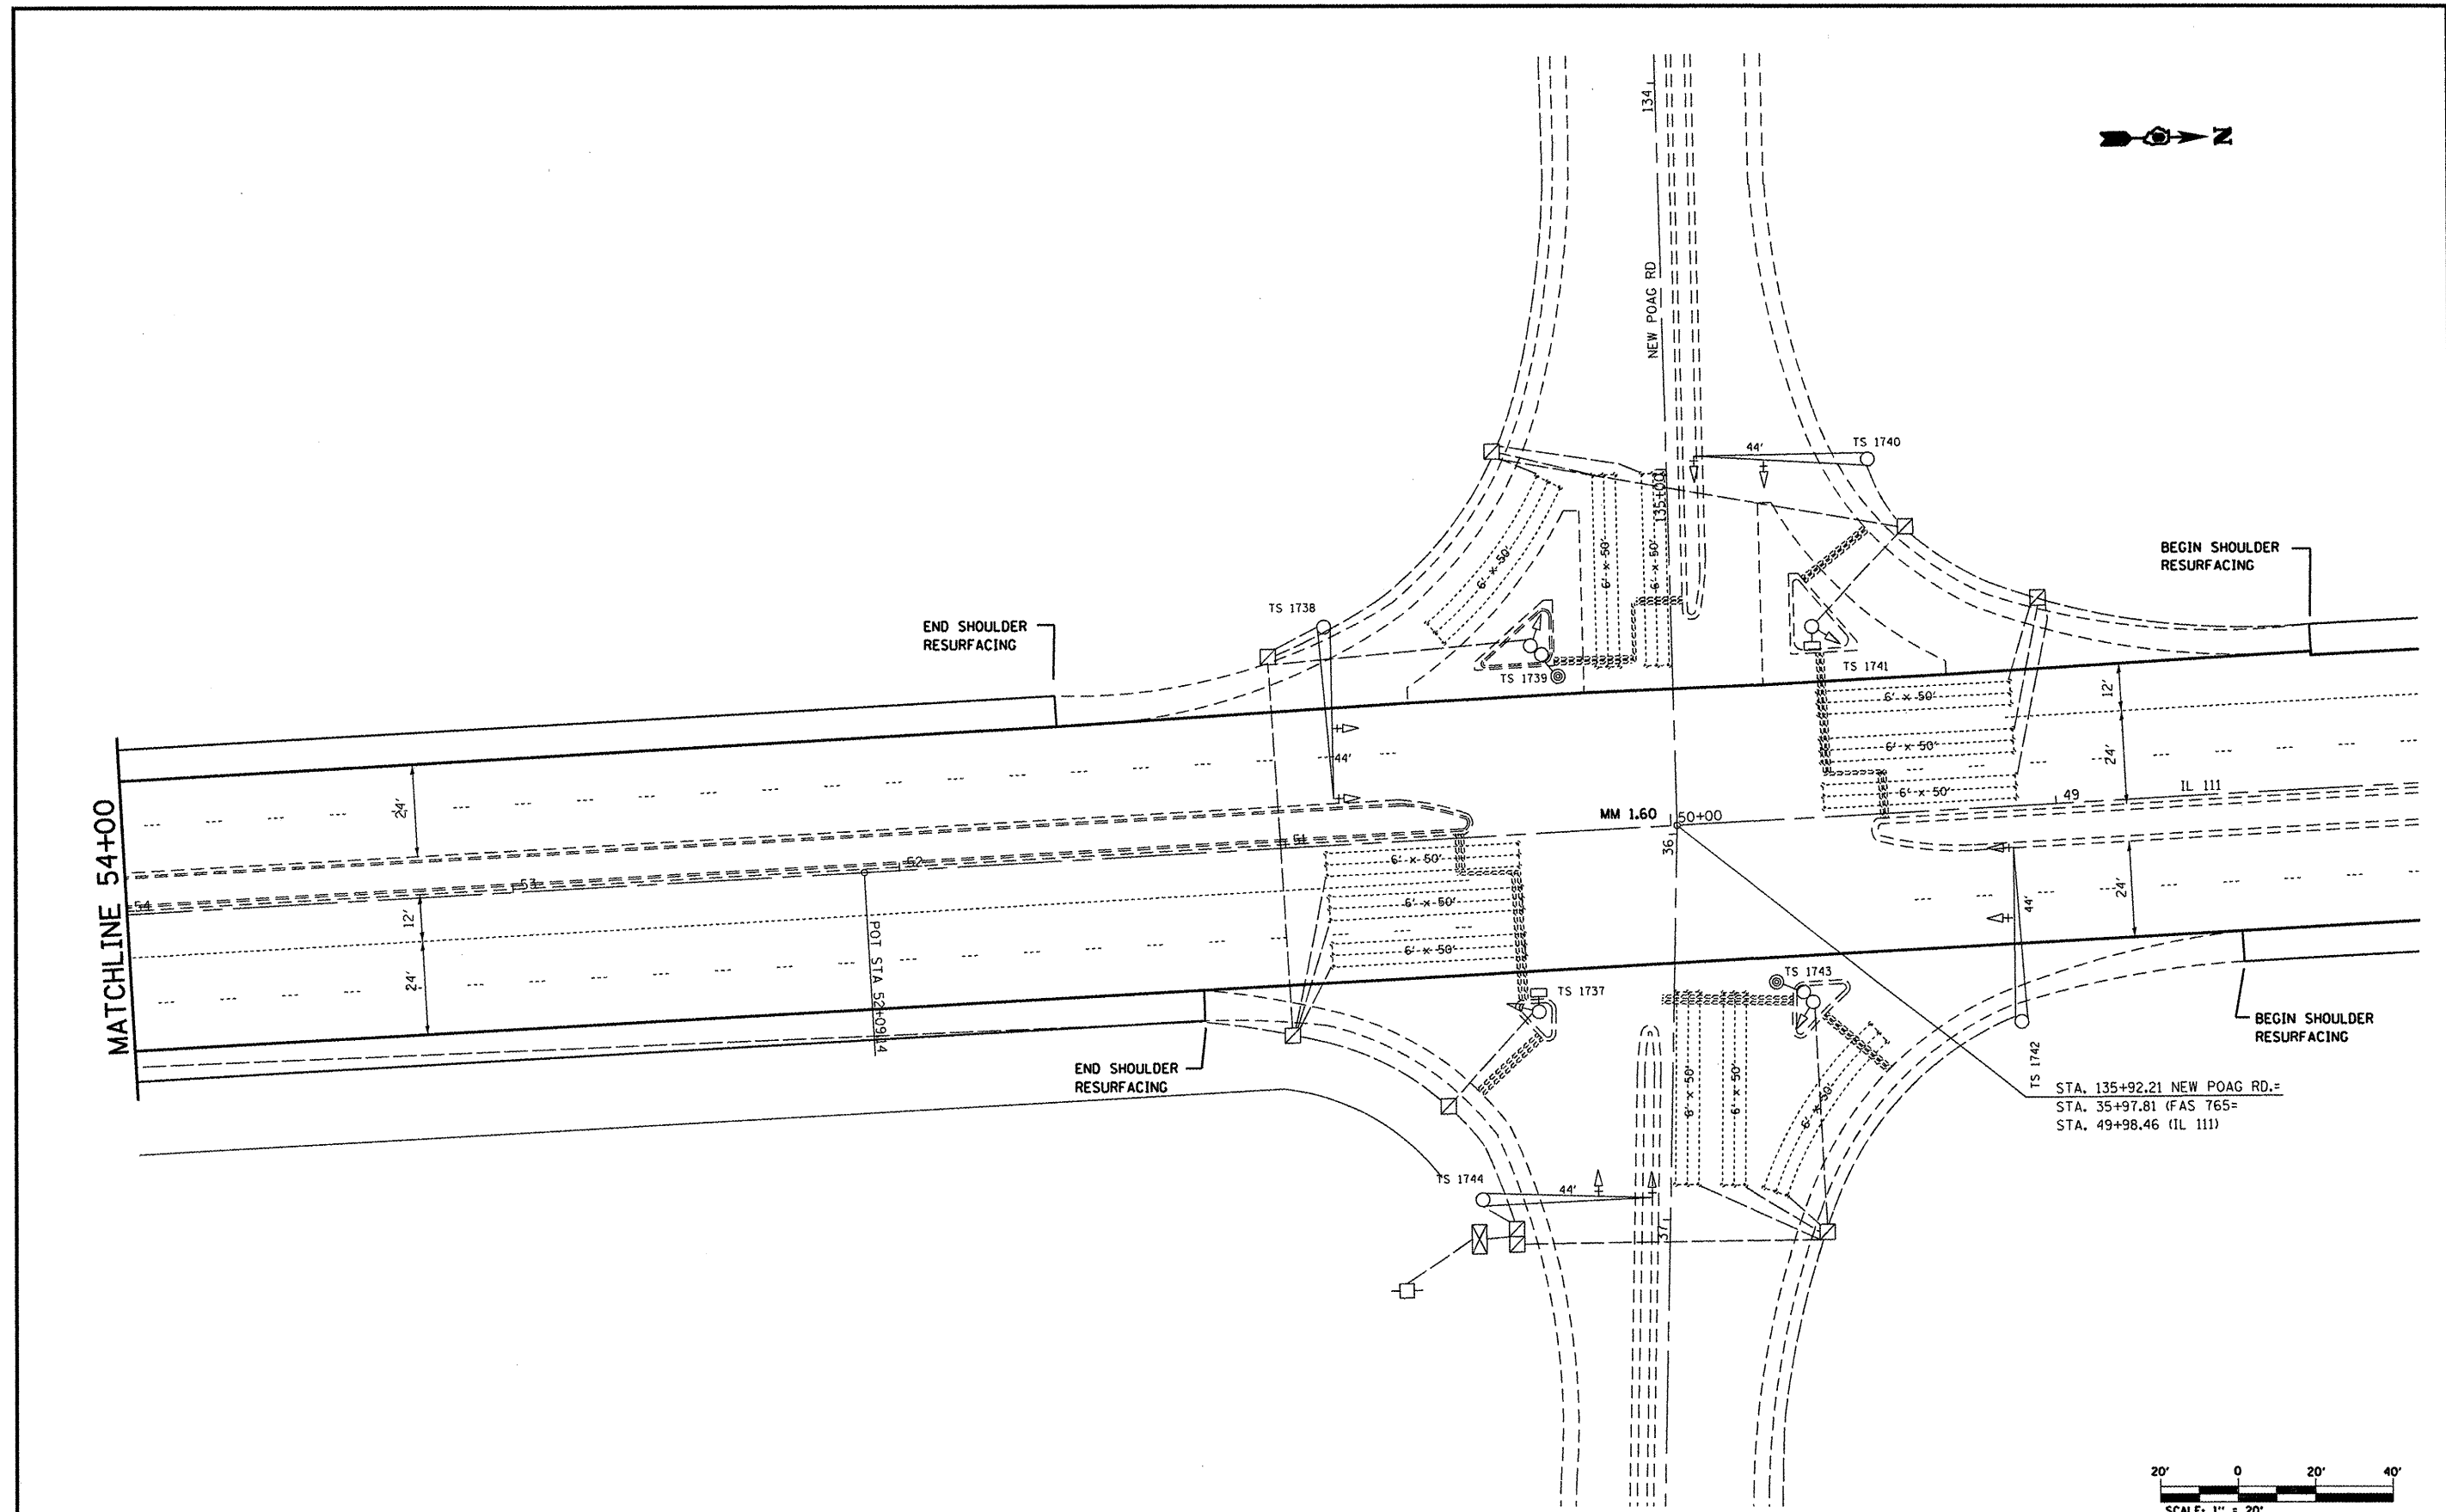 134
N
NEW POAG RD
44'
TS 1740
135+00
6' x 50'
6' x 50'
6' x 50'
BEGIN SHOULDER
RESURFACING
TS 1738
END SHOULDER
RESURFACING
TS 1739
TS 1741
6' x 50'
12'
44'
6' x 50'
24'
6' x 50'
49
IL 111
MATCHLINE 54+00
24'
MM 1.60
50+00
36
51
52
53
54
6' x 50'
6' x 50'
6' x 50'
12'
24'
POT STA 52+09.14
44'
24'
TS 1743
TS 1737
END SHOULDER
RESURFACING
BEGIN SHOULDER
RESURFACING
TS 1742
6' x 50'
6' x 50'
6' x 50'
STA. 135+92.21 NEW POAG RD.=
STA. 35+97.81 (FAS 765=
STA. 49+98.46 (IL 111)
TS 1744
44'
37
20' 0 20' 40'
SCALE: 1" = 20'